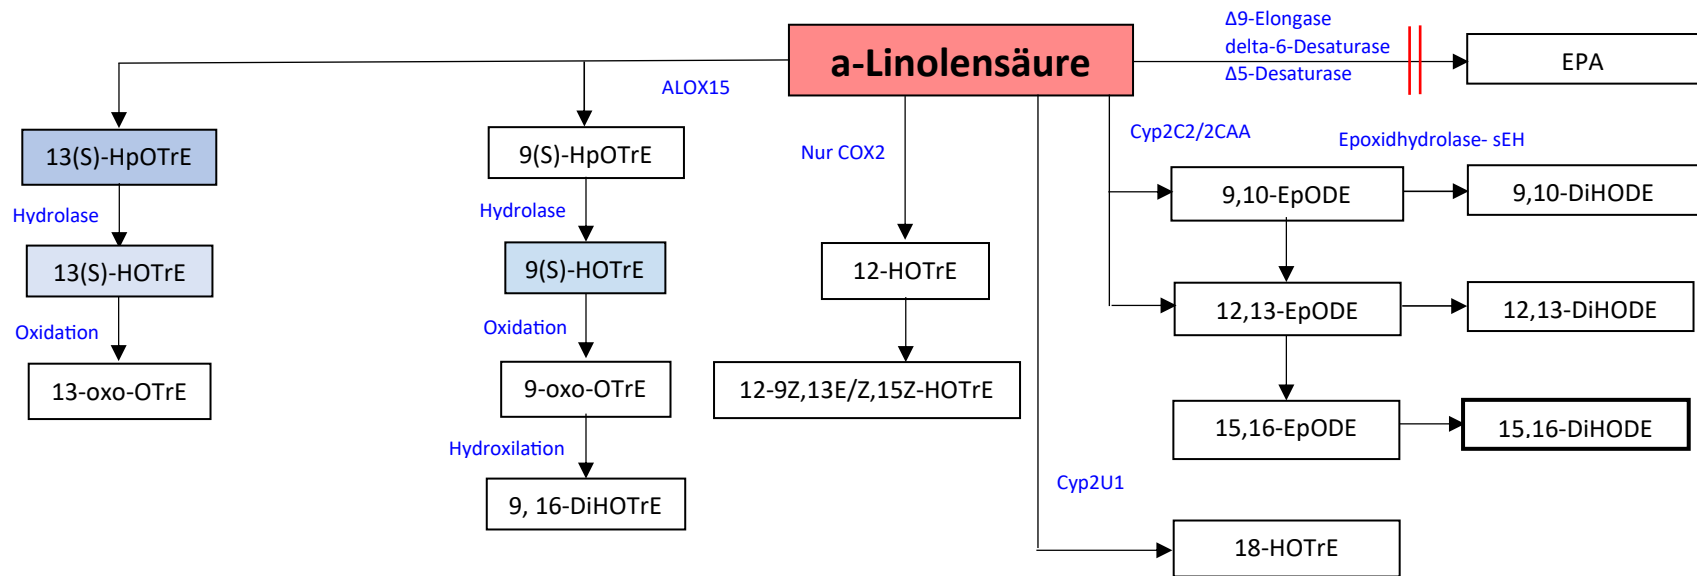 Δ9-Elongase
delta-6-Desaturase
Δ5-Desaturase
a-Linolensäure
EPA
ALOX15
13(S)-HpOTrE
9(S)-HpOTrE
Nur COX2
Cyp2C2/2CAA
Epoxidhydrolase- sEH
9,10-EpODE
9,10-DiHODE
Hydrolase
Hydrolase
13(S)-HOTrE
9(S)-HOTrE
12-HOTrE
12,13-EpODE
12,13-DiHODE
Oxidation
Oxidation
13-oxo-OTrE
9-oxo-OTrE
12-9Z,13E/Z,15Z-HOTrE
15,16-EpODE
15,16-DiHODE
Hydroxilation
Cyp2U1
9, 16-DiHOTrE
18-HOTrE